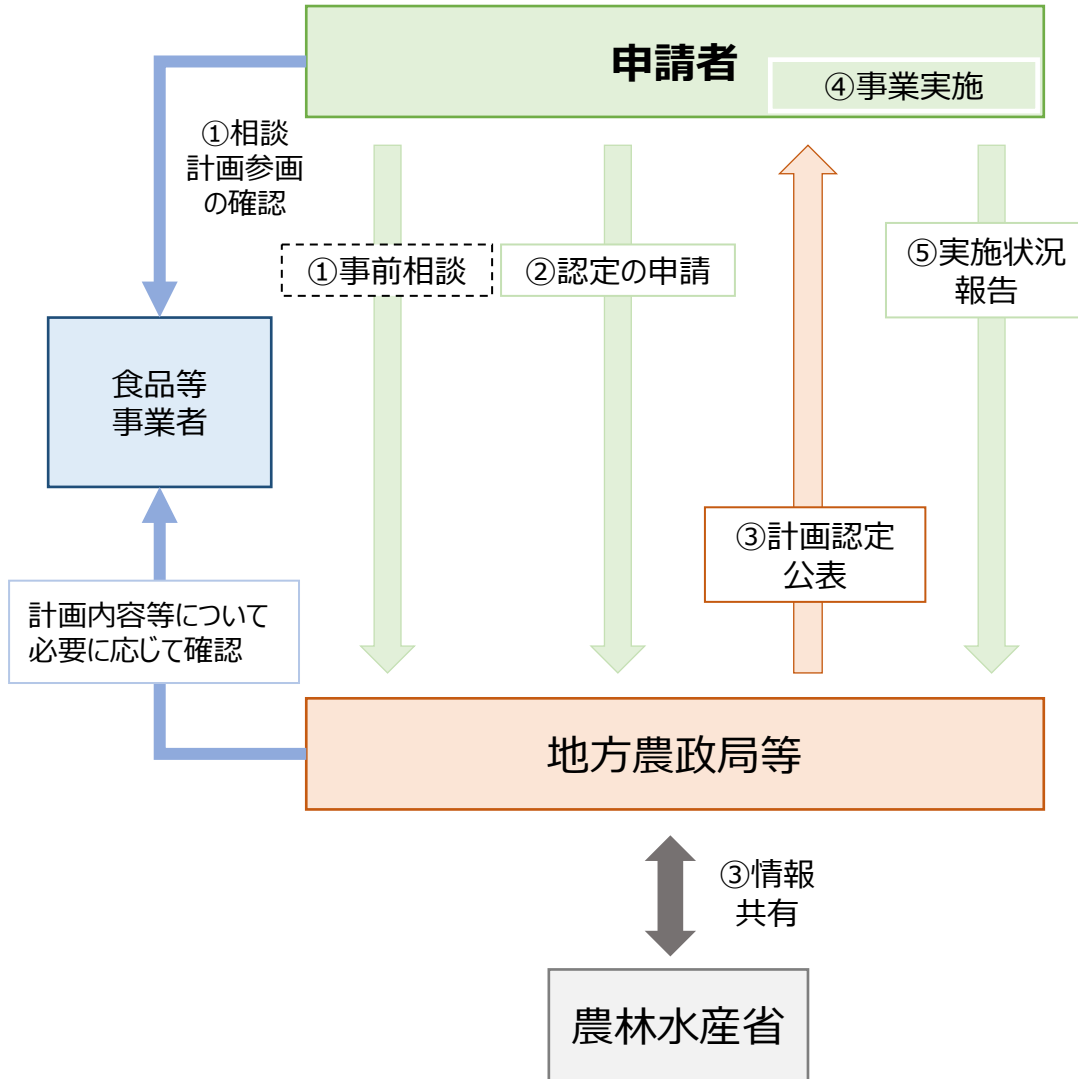 申請者
④事業実施
①相談
計画参画
の確認
①事前相談
②認定の申請
⑤実施状況
報告
食品等
事業者
③計画認定
公表
計画内容等について
必要に応じて確認
地方農政局等
③情報
共有
農林水産省